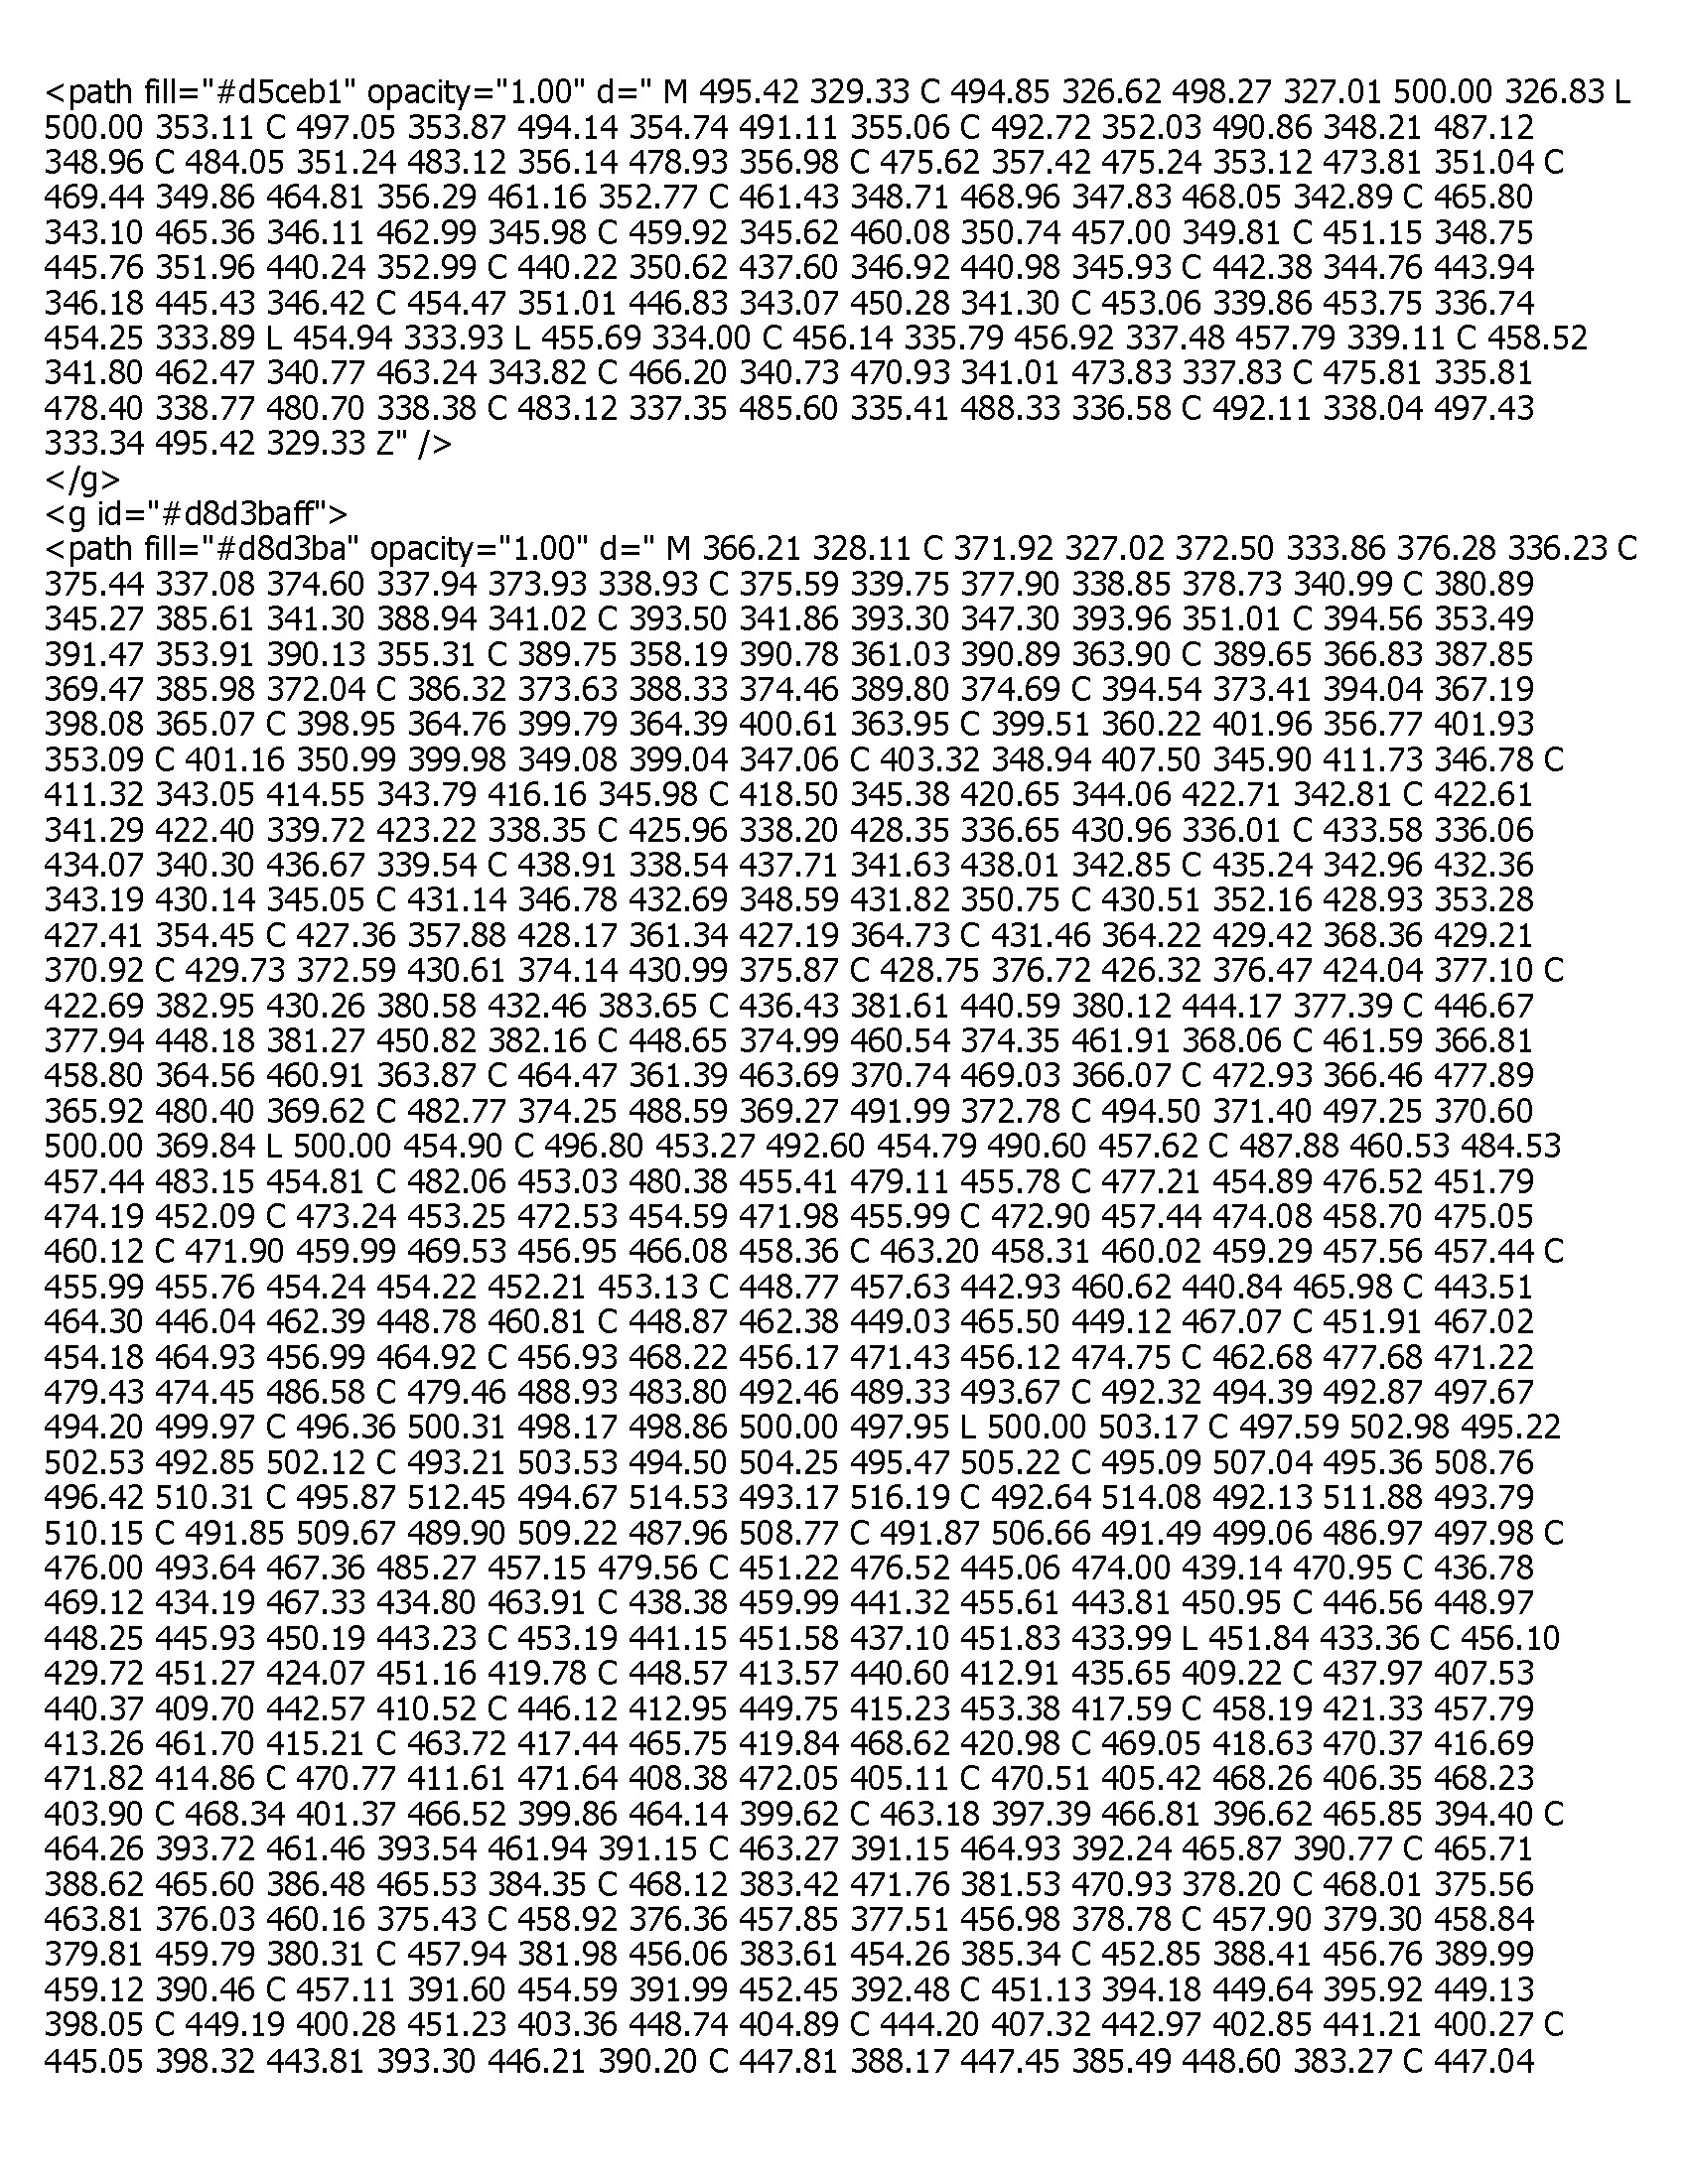 <path fill="#d5ceb1" opacity="1.00" d=" M 495.42 329.33 C 494.85 326.62 498.27 327.01 500.00 326.83 L
500.00 353.11 C 497.05 353.87 494.14 354.74 491.11 355.06 C 492.72 352.03 490.86 348.21 487.12
348.96 C 484.05 351.24 483.12 356.14 478.93 356.98 C 475.62 357.42 475.24 353.12 473.81 351.04 C
469.44 349.86 464.81 356.29 461.16 352.77 C 461.43 348.71 468.96 347.83 468.05 342.89 C 465.80
343.10 465.36 346.11 462.99 345.98 C 459.92 345.62 460.08 350.74 457.00 349.81 C 451.15 348.75
445.76 351.96 440.24 352.99 C 440.22 350.62 437.60 346.92 440.98 345.93 C 442.38 344.76 443.94
346.18 445.43 346.42 C 454.47 351.01 446.83 343.07 450.28 341.30 C 453.06 339.86 453.75 336.74
454.25 333.89 L 454.94 333.93 L 455.69 334.00 C 456.14 335.79 456.92 337.48 457.79 339.11 C 458.52
341.80 462.47 340.77 463.24 343.82 C 466.20 340.73 470.93 341.01 473.83 337.83 C 475.81 335.81
478.40 338.77 480.70 338.38 C 483.12 337.35 485.60 335.41 488.33 336.58 C 492.11 338.04 497.43
333.34 495.42 329.33 Z" />
</g>
<g id="#d8d3baff">
<path fill="#d8d3ba" opacity="1.00" d=" M 366.21 328.11 C 371.92 327.02 372.50 333.86 376.28 336.23 C
375.44 337.08 374.60 337.94 373.93 338.93 C 375.59 339.75 377.90 338.85 378.73 340.99 C 380.89
345.27 385.61 341.30 388.94 341.02 C 393.50 341.86 393.30 347.30 393.96 351.01 C 394.56 353.49
391.47 353.91 390.13 355.31 C 389.75 358.19 390.78 361.03 390.89 363.90 C 389.65 366.83 387.85
369.47 385.98 372.04 C 386.32 373.63 388.33 374.46 389.80 374.69 C 394.54 373.41 394.04 367.19
398.08 365.07 C 398.95 364.76 399.79 364.39 400.61 363.95 C 399.51 360.22 401.96 356.77 401.93
353.09 C 401.16 350.99 399.98 349.08 399.04 347.06 C 403.32 348.94 407.50 345.90 411.73 346.78 C
411.32 343.05 414.55 343.79 416.16 345.98 C 418.50 345.38 420.65 344.06 422.71 342.81 C 422.61
341.29 422.40 339.72 423.22 338.35 C 425.96 338.20 428.35 336.65 430.96 336.01 C 433.58 336.06
434.07 340.30 436.67 339.54 C 438.91 338.54 437.71 341.63 438.01 342.85 C 435.24 342.96 432.36
343.19 430.14 345.05 C 431.14 346.78 432.69 348.59 431.82 350.75 C 430.51 352.16 428.93 353.28
427.41 354.45 C 427.36 357.88 428.17 361.34 427.19 364.73 C 431.46 364.22 429.42 368.36 429.21
370.92 C 429.73 372.59 430.61 374.14 430.99 375.87 C 428.75 376.72 426.32 376.47 424.04 377.10 C
422.69 382.95 430.26 380.58 432.46 383.65 C 436.43 381.61 440.59 380.12 444.17 377.39 C 446.67
377.94 448.18 381.27 450.82 382.16 C 448.65 374.99 460.54 374.35 461.91 368.06 C 461.59 366.81
458.80 364.56 460.91 363.87 C 464.47 361.39 463.69 370.74 469.03 366.07 C 472.93 366.46 477.89
365.92 480.40 369.62 C 482.77 374.25 488.59 369.27 491.99 372.78 C 494.50 371.40 497.25 370.60
500.00 369.84 L 500.00 454.90 C 496.80 453.27 492.60 454.79 490.60 457.62 C 487.88 460.53 484.53
457.44 483.15 454.81 C 482.06 453.03 480.38 455.41 479.11 455.78 C 477.21 454.89 476.52 451.79
474.19 452.09 C 473.24 453.25 472.53 454.59 471.98 455.99 C 472.90 457.44 474.08 458.70 475.05
460.12 C 471.90 459.99 469.53 456.95 466.08 458.36 C 463.20 458.31 460.02 459.29 457.56 457.44 C
455.99 455.76 454.24 454.22 452.21 453.13 C 448.77 457.63 442.93 460.62 440.84 465.98 C 443.51
464.30 446.04 462.39 448.78 460.81 C 448.87 462.38 449.03 465.50 449.12 467.07 C 451.91 467.02
454.18 464.93 456.99 464.92 C 456.93 468.22 456.17 471.43 456.12 474.75 C 462.68 477.68 471.22
479.43 474.45 486.58 C 479.46 488.93 483.80 492.46 489.33 493.67 C 492.32 494.39 492.87 497.67
494.20 499.97 C 496.36 500.31 498.17 498.86 500.00 497.95 L 500.00 503.17 C 497.59 502.98 495.22
502.53 492.85 502.12 C 493.21 503.53 494.50 504.25 495.47 505.22 C 495.09 507.04 495.36 508.76
496.42 510.31 C 495.87 512.45 494.67 514.53 493.17 516.19 C 492.64 514.08 492.13 511.88 493.79
510.15 C 491.85 509.67 489.90 509.22 487.96 508.77 C 491.87 506.66 491.49 499.06 486.97 497.98 C
476.00 493.64 467.36 485.27 457.15 479.56 C 451.22 476.52 445.06 474.00 439.14 470.95 C 436.78
469.12 434.19 467.33 434.80 463.91 C 438.38 459.99 441.32 455.61 443.81 450.95 C 446.56 448.97
448.25 445.93 450.19 443.23 C 453.19 441.15 451.58 437.10 451.83 433.99 L 451.84 433.36 C 456.10
429.72 451.27 424.07 451.16 419.78 C 448.57 413.57 440.60 412.91 435.65 409.22 C 437.97 407.53
440.37 409.70 442.57 410.52 C 446.12 412.95 449.75 415.23 453.38 417.59 C 458.19 421.33 457.79
413.26 461.70 415.21 C 463.72 417.44 465.75 419.84 468.62 420.98 C 469.05 418.63 470.37 416.69
471.82 414.86 C 470.77 411.61 471.64 408.38 472.05 405.11 C 470.51 405.42 468.26 406.35 468.23
403.90 C 468.34 401.37 466.52 399.86 464.14 399.62 C 463.18 397.39 466.81 396.62 465.85 394.40 C
464.26 393.72 461.46 393.54 461.94 391.15 C 463.27 391.15 464.93 392.24 465.87 390.77 C 465.71
388.62 465.60 386.48 465.53 384.35 C 468.12 383.42 471.76 381.53 470.93 378.20 C 468.01 375.56
463.81 376.03 460.16 375.43 C 458.92 376.36 457.85 377.51 456.98 378.78 C 457.90 379.30 458.84
379.81 459.79 380.31 C 457.94 381.98 456.06 383.61 454.26 385.34 C 452.85 388.41 456.76 389.99
459.12 390.46 C 457.11 391.60 454.59 391.99 452.45 392.48 C 451.13 394.18 449.64 395.92 449.13
398.05 C 449.19 400.28 451.23 403.36 448.74 404.89 C 444.20 407.32 442.97 402.85 441.21 400.27 C
445.05 398.32 443.81 393.30 446.21 390.20 C 447.81 388.17 447.45 385.49 448.60 383.27 C 447.04